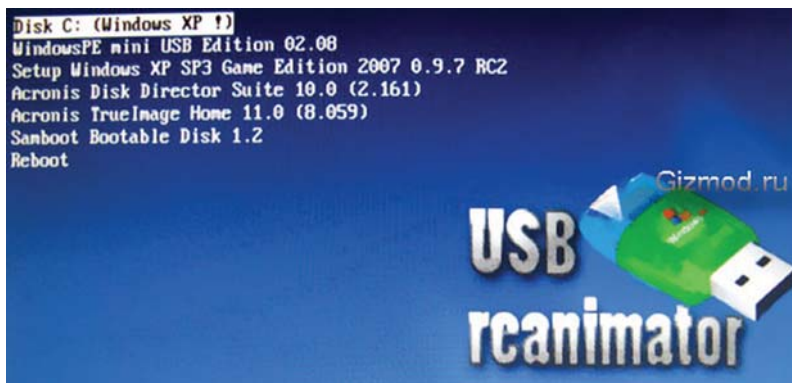 Disk C: (Windows XP !)
WindowsPE mini USB Edition 02.08
Setup Windows XP SP3 Game Edition 2007 0.9.7 RC2
Acronis Disk Director Suite 10.0 (2.161)
Acronis TrueImage Home 11.0 (8.059)
Samboot Bootable Disk 1.2
Reboot
Gizmod.ru
USB
reanimator